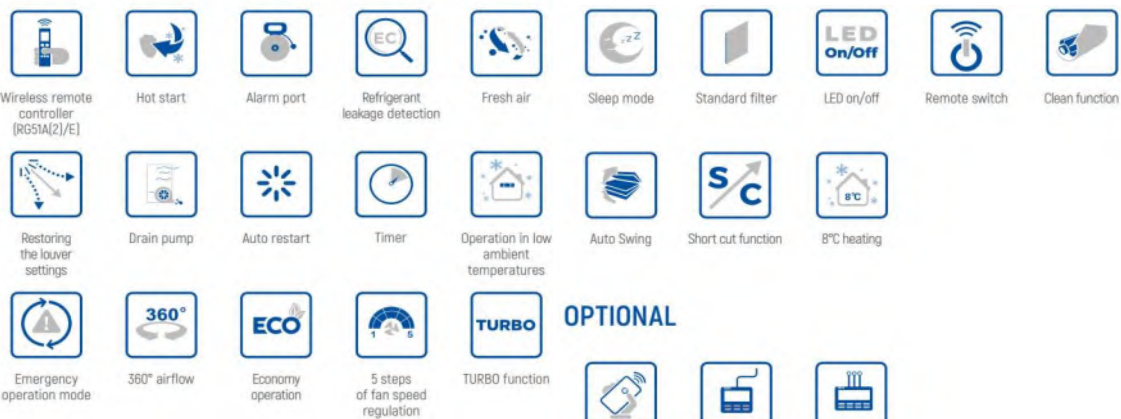 EC
z z Z
LED
On/Off
Wireless remote
controller
(RG51A(2)/E)
Hot start
Alarm port
Refrigerant
leakage detection
Fresh air
Sleep mode
Standard filter
LED on/off
Remote switch
Clean function
S/C
8°C
Restoring
the louver
settings
Drain pump
Auto restart
Timer
Operation in low
ambient
temperatures
Auto Swing
Short cut function
8°C heating
360°
ECO
1 5
TURBO
OPTIONAL
Emergency
operation mode
360° airflow
Economy
operation
5 steps
of fan speed
regulation
TURBO function